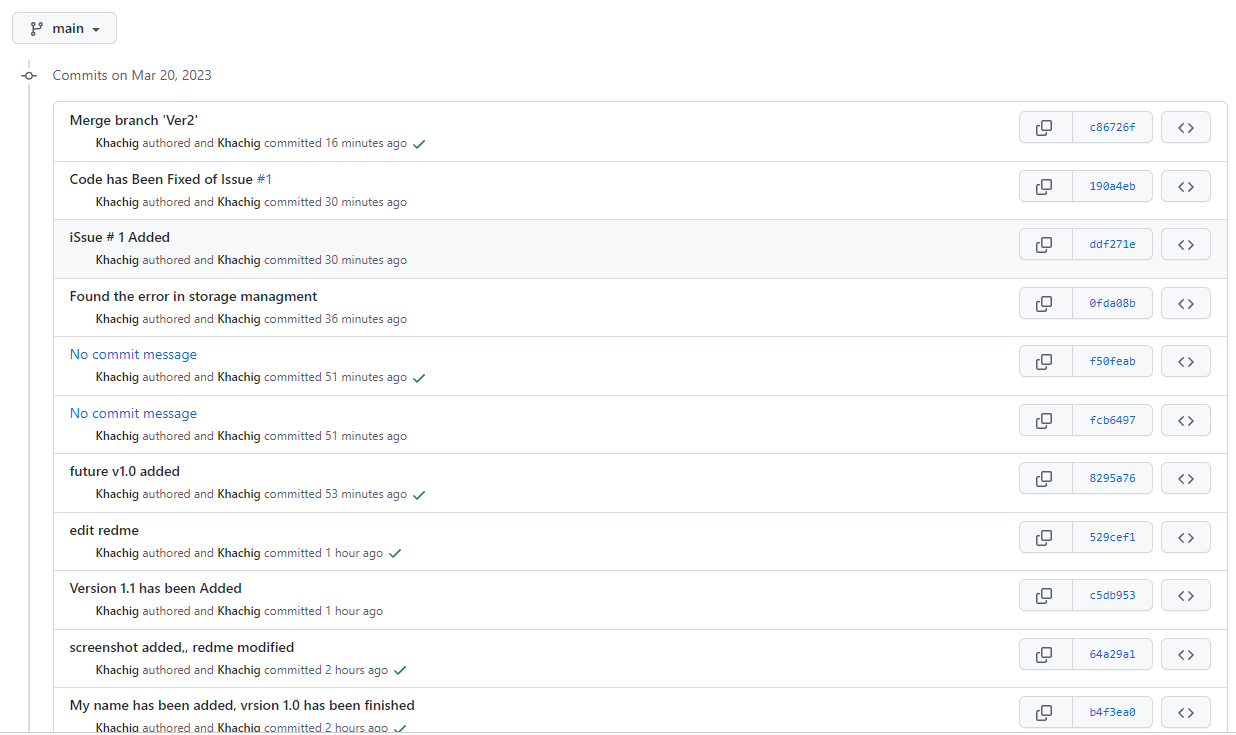 main
Commits on Mar 20, 2023
Merge branch 'Ver2'
Khachig authored and Khachig committed 16 minutes ago
c86726f
Code has Been Fixed of Issue #1
Khachig authored and Khachig committed 30 minutes ago
190a4eb
iSsue # 1 Added
Khachig authored and Khachig committed 30 minutes ago
ddf271e
Found the error in storage managment
Khachig authored and Khachig committed 36 minutes ago
0fda08b
No commit message
Khachig authored and Khachig committed 51 minutes ago
f50feab
No commit message
Khachig authored and Khachig committed 51 minutes ago
fcb6497
future v1.0 added
Khachig authored and Khachig committed 53 minutes ago
8295a76
edit redme
Khachig authored and Khachig committed 1 hour ago
529cef1
Version 1.1 has been Added
Khachig authored and Khachig committed 1 hour ago
c5db953
screenshot added,, redme modified
Khachig authored and Khachig committed 2 hours ago
64a29a1
My name has been added, vrsion 1.0 has been finished
Khachig authored and Khachig committed 2 hours ago
b4f3ea0